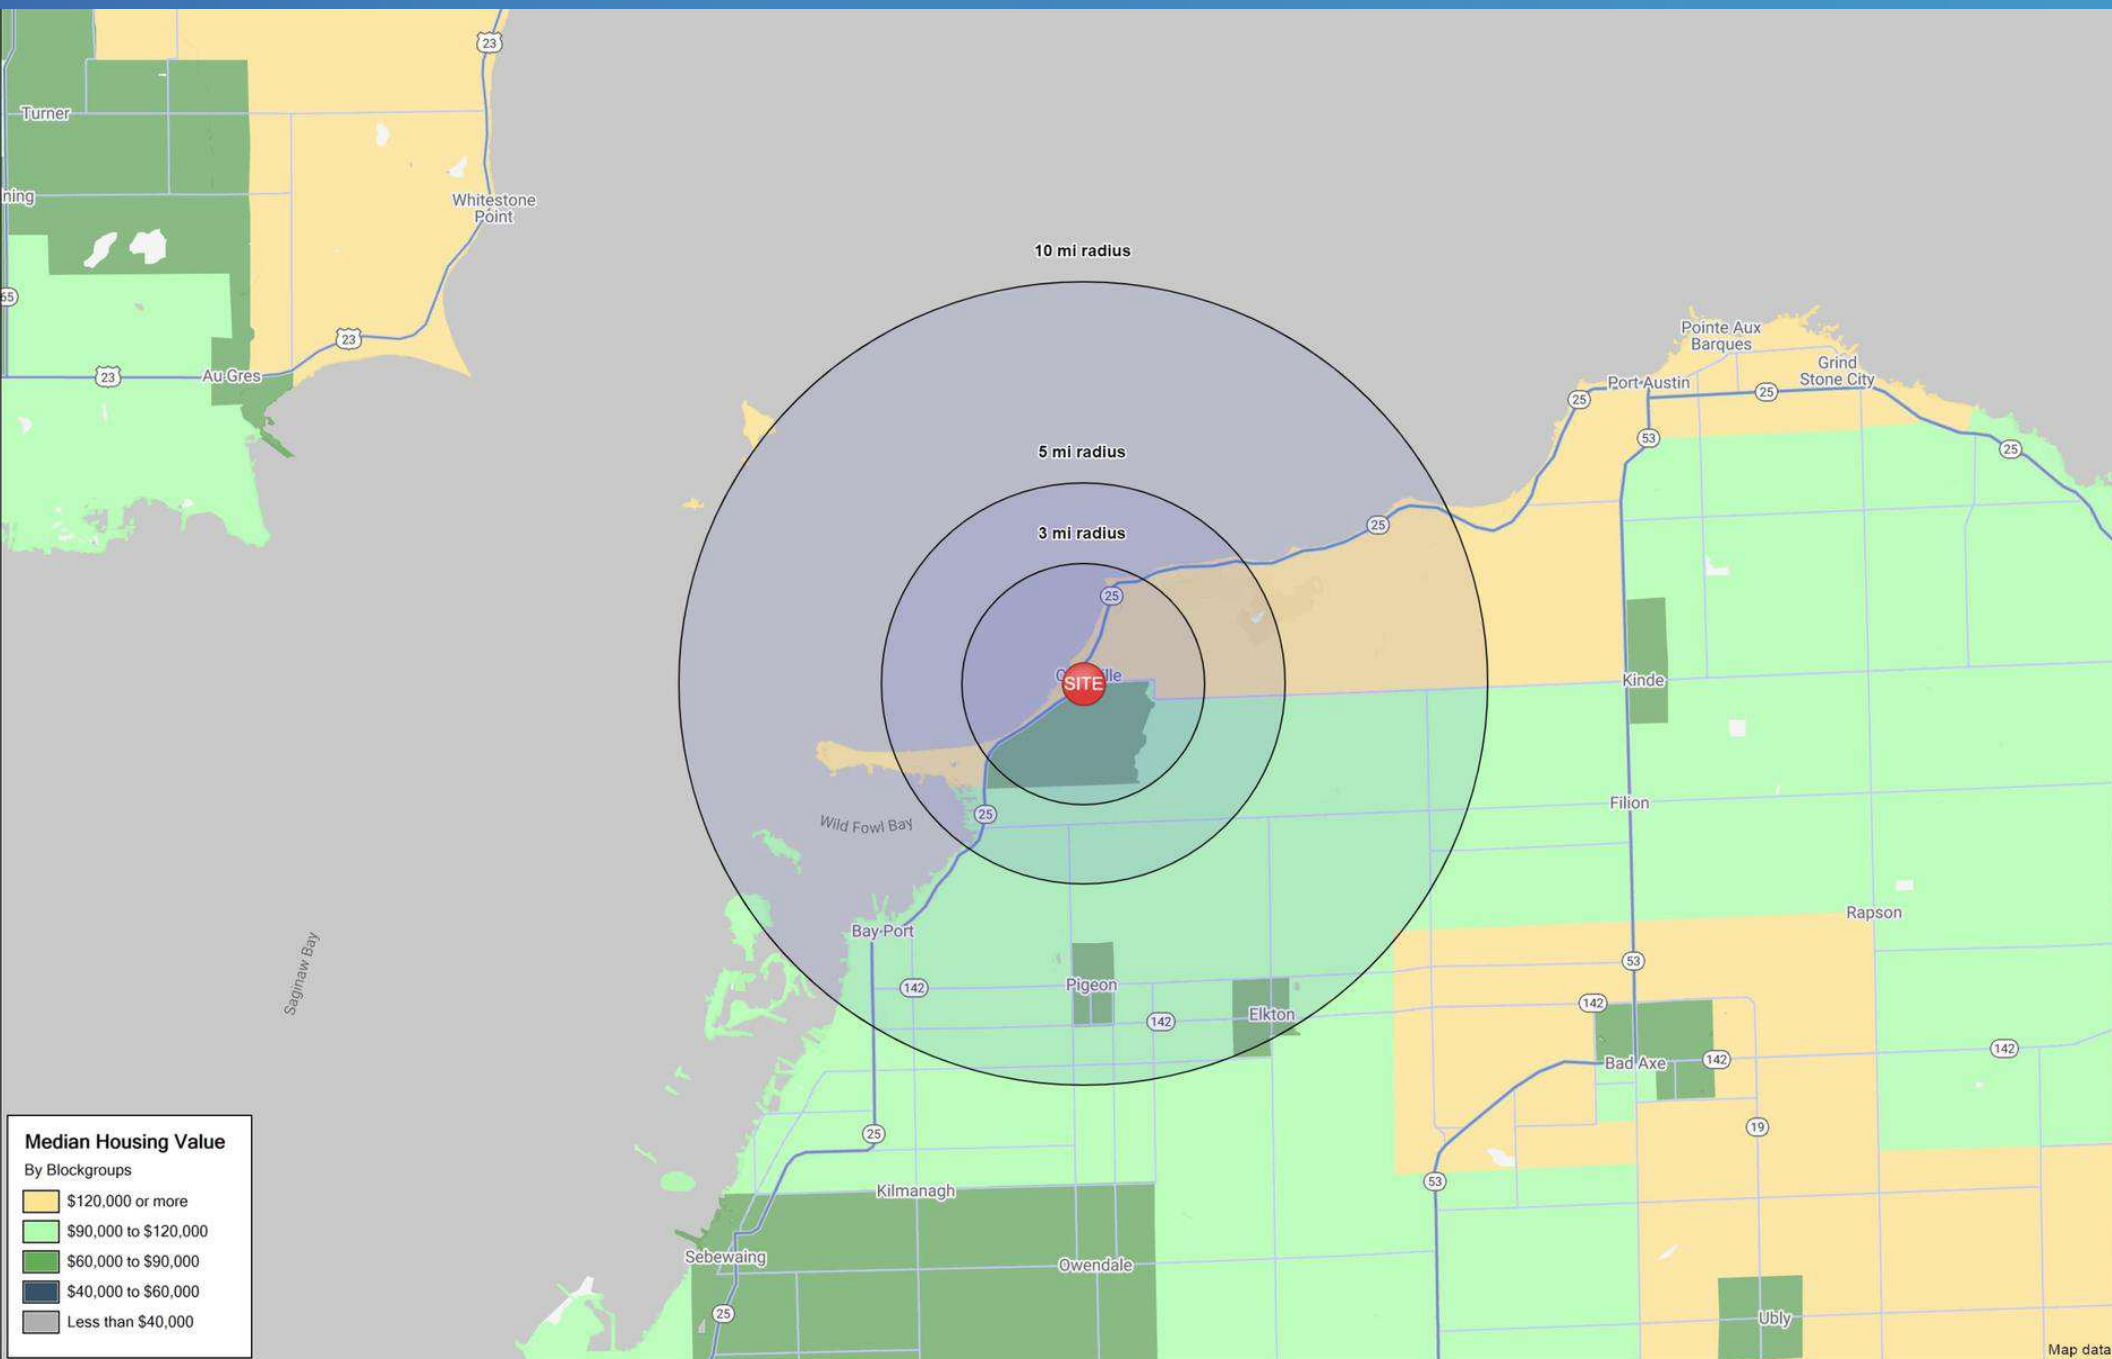 23
Turner
ning
Whitestone
Point
65
23
23
Au Gres
10 mi radius
5 mi radius
3 mi radius
Pointe Aux
Barques
Grind
Stone City
Port Austin
25
25
53
25
25
25
SITE
Kinde
25
Wild Fowl Bay
Filion
Rapson
Bay Port
Saginaw Bay
53
142
Pigeon
142
Elkton
142
Bad Axe
142
142
19
25
53
Kilmanagh
Sebewaing
Owendale
25
Ubly
Median Housing Value
By Blockgroups
$120,000 or more
$90,000 to $120,000
$60,000 to $90,000
$40,000 to $60,000
Less than $40,000
Map data